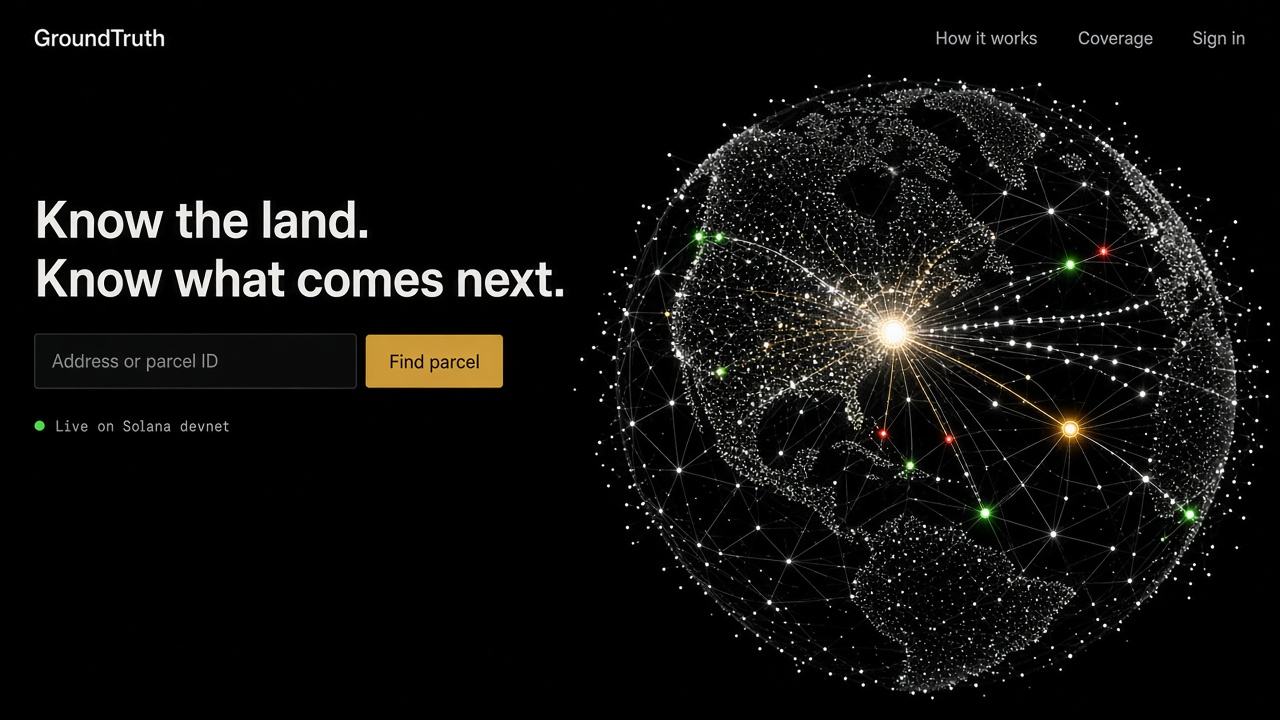 GroundTruth
How it works
Coverage
Sign in
Know the land.
Know what comes next.
Address or parcel ID
Find parcel
Live on Solana devnet